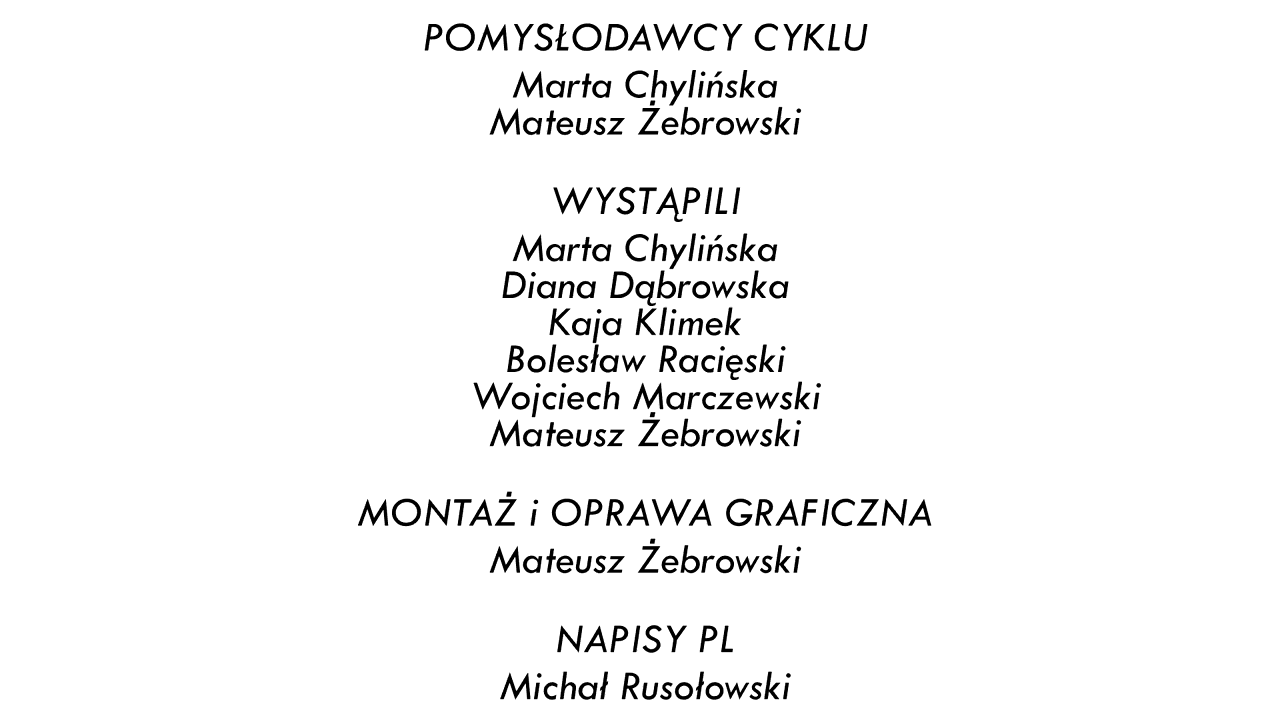 POMYSŁODAWCY CYKLU
Marta Chylińska
Mateusz Żebrowski
WYSTĄPILI
Marta Chylińska
Diana Dąbrowska
Kaja Klimek
Bolesław Racięski
Wojciech Marczewski
Mateusz Żebrowski
MONTAŻ i OPRAWA GRAFICZNA
Mateusz Żebrowski
NAPISY PL
Michał Rusołowski